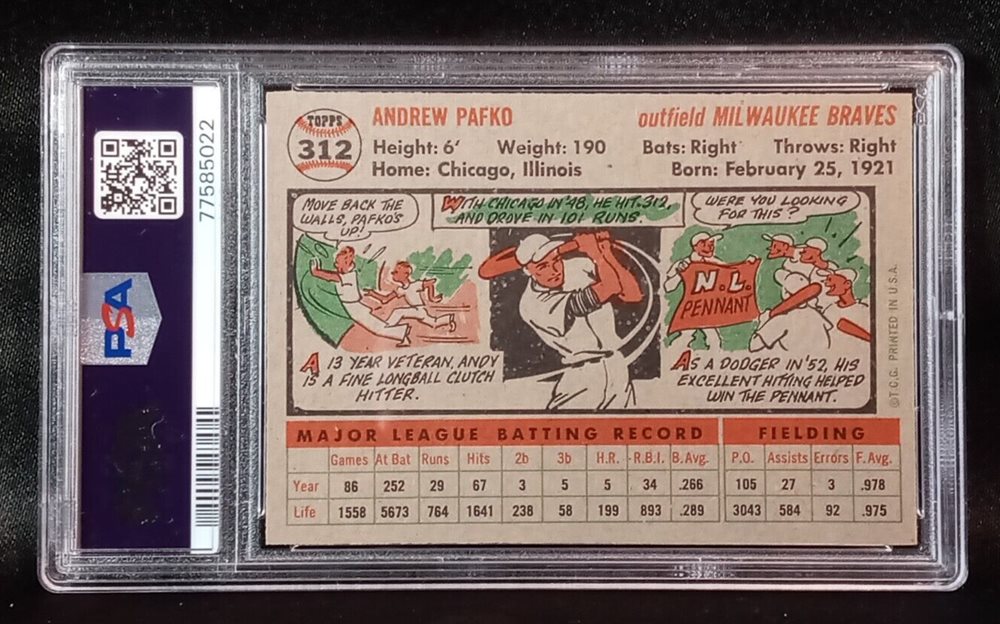 77585022
PSA
TOPPS
312
ANDREW PAFKO
outfield MILWAUKEE BRAVES
Height: 6' Weight: 190 Bats: Right Throws: Right
Home: Chicago, Illinois Born: February 25, 1921
MOVE BACK THE
WALLS, PAFKO'S
UP!
WITH CHICAGO IN '48, HE HIT .312,
AND DROVE IN 101 RUNS.
WERE YOU LOOKING
FOR THIS?
N.L.
PENNANT
A 13 YEAR VETERAN, ANDY
IS A FINE LONGBALL CLUTCH
HITTER.
AS A DODGER IN '52, HIS
EXCELLENT HITTING HELPED
WIN THE PENNANT.
©T.C.G. PRINTED IN U.S.A.
MAJOR LEAGUE BATTING RECORD FIELDING
Games At Bat Runs Hits 2b 3b H.R. R.B.I. B.Avg. P.O. Assists Errors F.Avg.
Year 86 252 29 67 3 5 5 34 .266 105 27 3 .978
Life 1558 5673 764 1641 238 58 199 893 .289 3043 584 92 .975